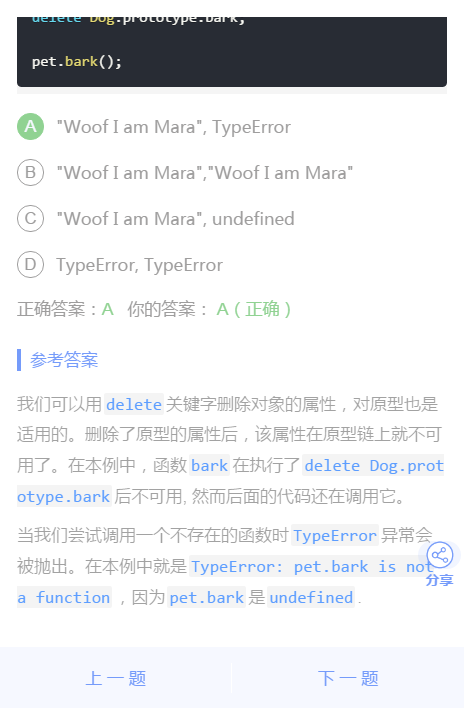 delete Dog.prototype.bark;
pet.bark();
A "Woof I am Mara", TypeError
B "Woof I am Mara","Woof I am Mara"
C "Woof I am Mara", undefined
D TypeError, TypeError
正确答案：A 你的答案： A（正确）
参考答案
我们可以用 delete 关键字删除对象的属性，对原型也是
适用的。删除了原型的属性后，该属性在原型链上就不可
用了。在本例中，函数 bark 在执行了 delete Dog.prot
otype.bark 后不可用, 然而后面的代码还在调用它。
当我们尝试调用一个不存在的函数时 TypeError 异常会
被抛出。在本例中就是 TypeError: pet.bark is not
a function ，因为 pet.bark 是 undefined .
分享
上一题 下一题